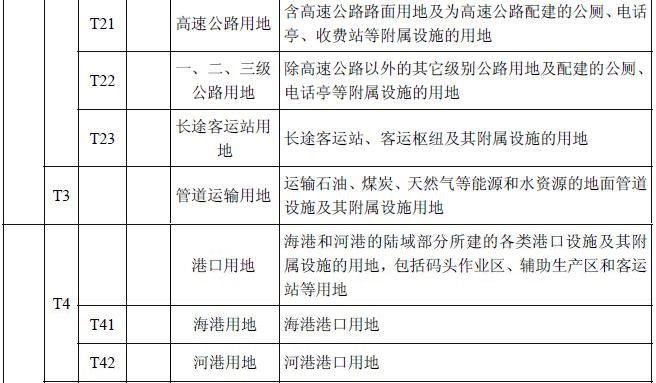 T21
高速公路用地
含高速公路路面用地及为高速公路配建的公厕、电话
亭、收费站等附属设施的用地
T22
一、二、三级
公路用地
除高速公路以外的其它级别公路用地及配建的公厕、
电话亭等附属设施的用地
T23
长途客运站用
地
长途客运站、客运枢纽及其附属设施的用地
T3
管道运输用地
运输石油、煤炭、天然气等能源和水资源的地面管道
设施及其附属设施用地
T4
港口用地
海港和河港的陆域部分所建的各类港口设施及其附
属设施的用地,包括码头作业区、辅助生产区和客运
站等用地
T41
海港用地
海港港口用地
T42
河港用地
河港港口用地